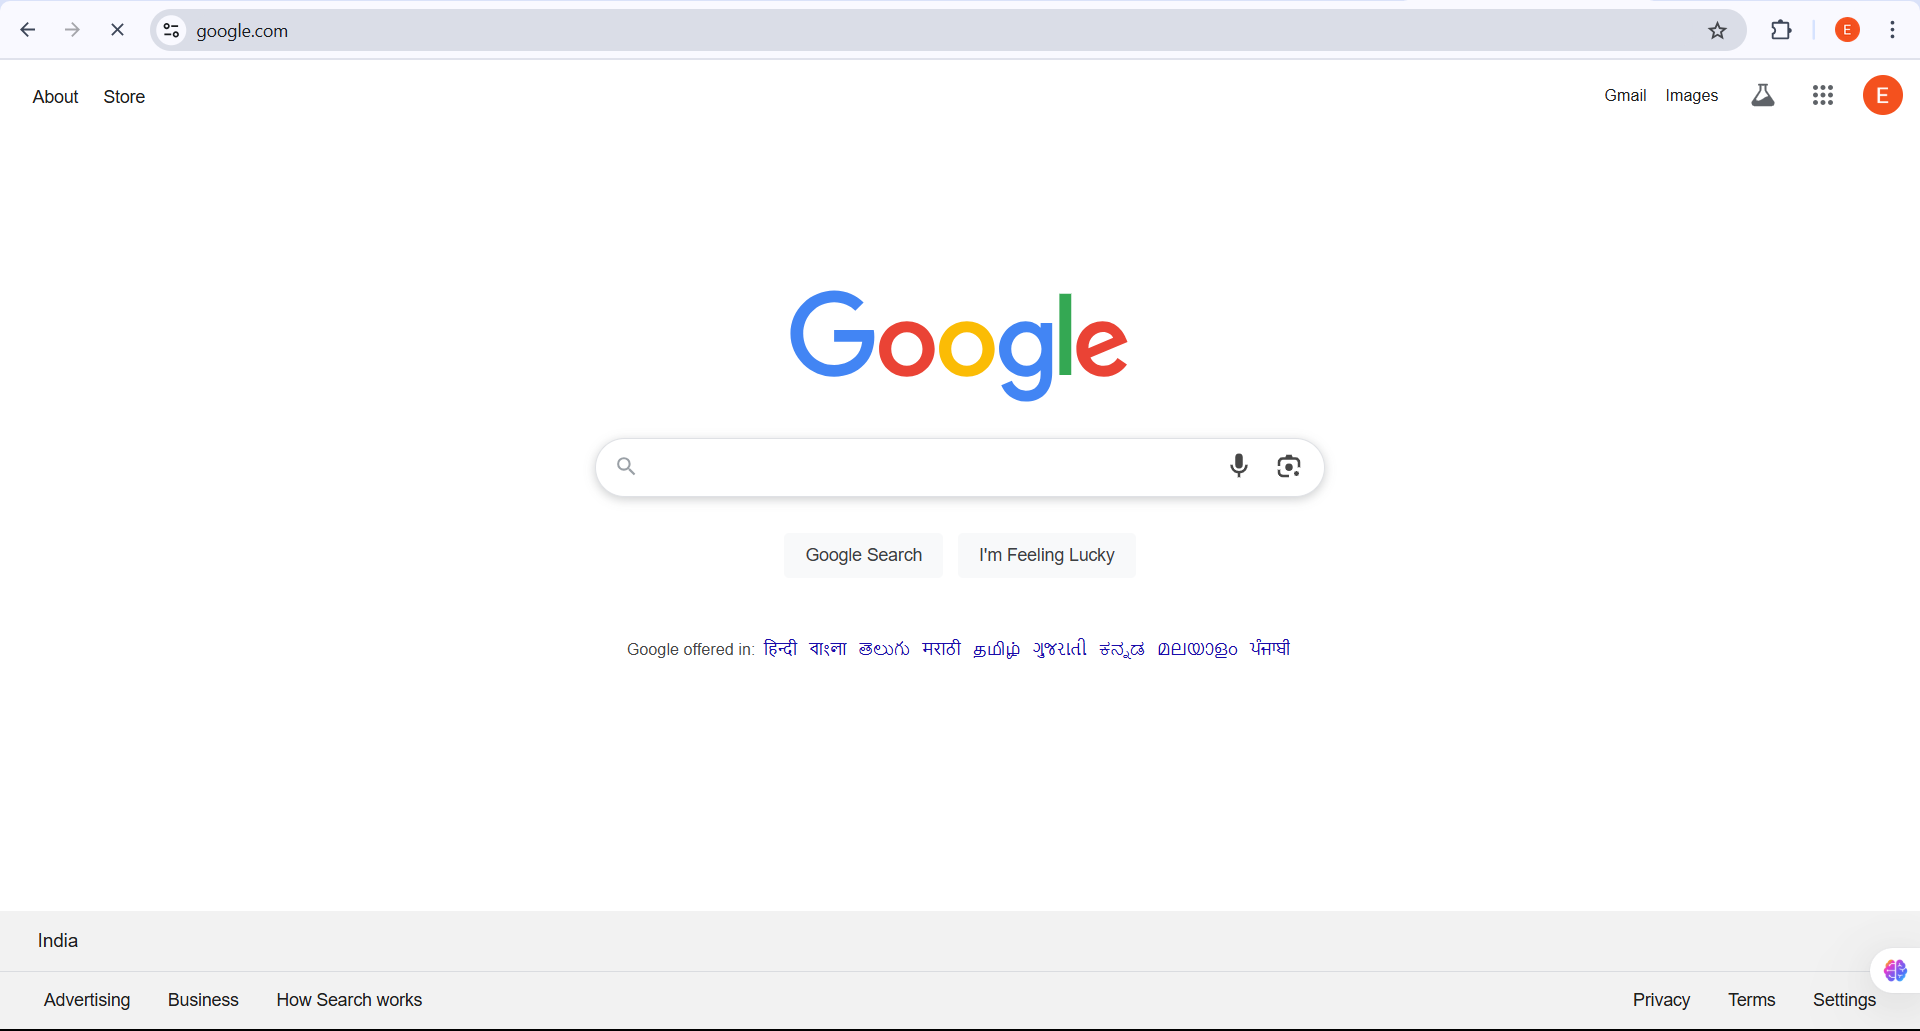 google.com
E
About Store
Gmail Images
E
Google
Google Search I'm Feeling Lucky
Google offered in: हिन्दी বাংলা తెలుగు मराठी தமிழ் ગુજરાતી ಕನ್ನಡ മലയാളം ਪੰਜਾਬੀ
India
Advertising Business How Search works
Privacy Terms Settings